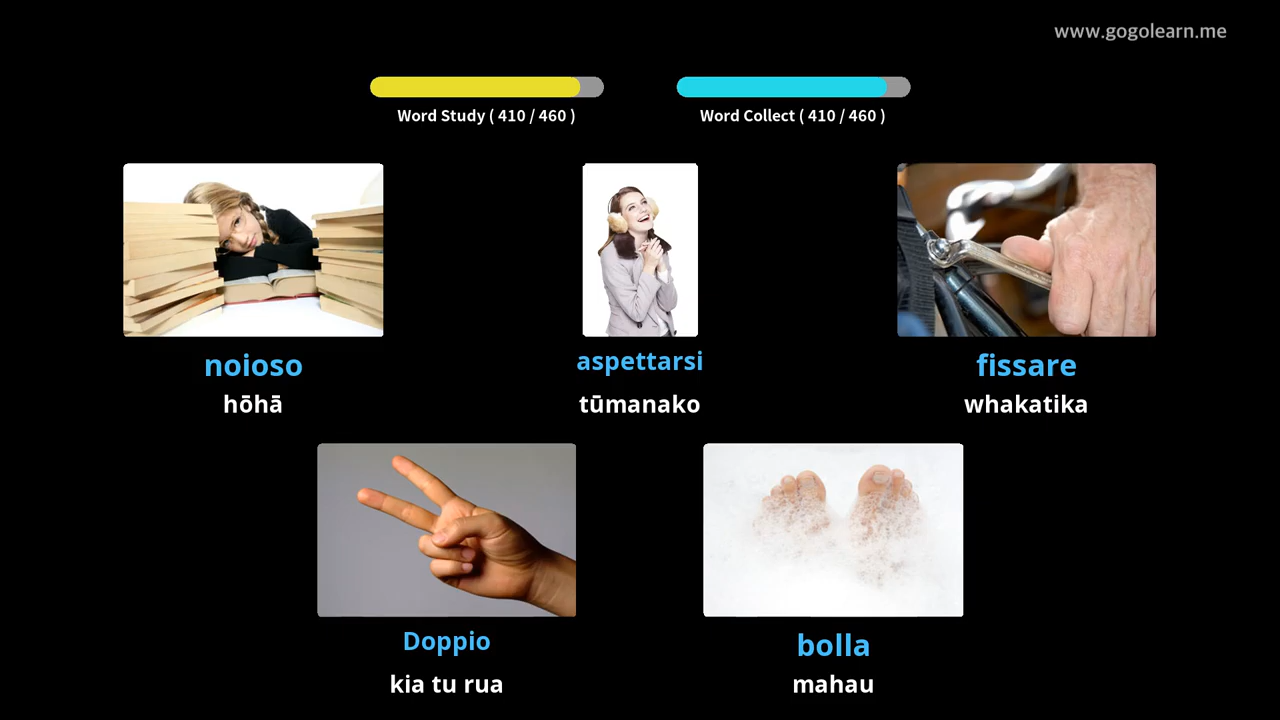 www.gogolearn.me
Word Study ( 410 / 460 )
Word Collect ( 410 / 460 )
noioso
hōhā
aspettarsi
tūmanako
fissare
whakatika
Doppio
kia tu rua
bolla
mahau